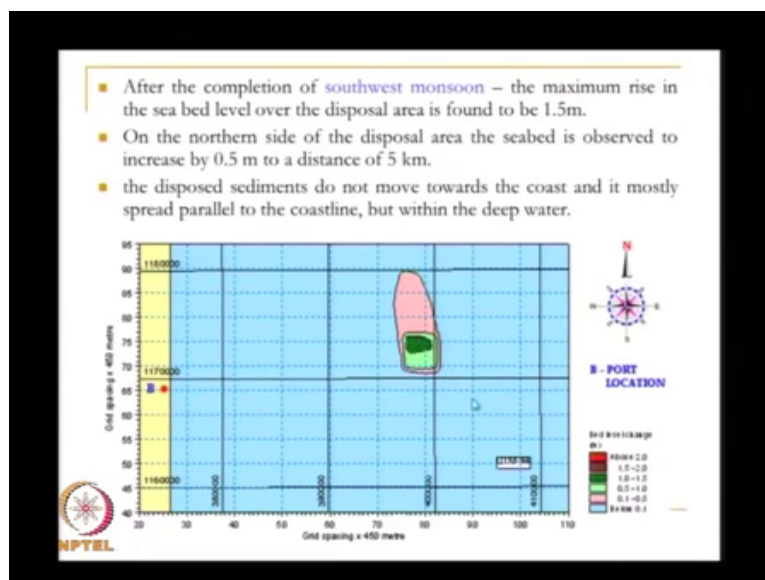 After the completion of southwest monsoon – the maximum rise in
the sea bed level over the disposal area is found to be 1.5m.
On the northern side of the disposal area the seabed is observed to
increase by 0.5 m to a distance of 5 km.
the disposed sediments do not move towards the coast and it mostly
spread parallel to the coastline, but within the deep water.
95
90
85
80
75
70
65
60
55
50
45
40
1180000
1170000
1160000
B
Grid spacing x 450 metre
380000
390000
400000
410000
20 30 40 50 60 70 80 90 100 110
Grid spacing x 450 metre
N
W E
S
B - PORT
LOCATION
Bed level change
(m)
Above 2.0
1.5 - 2.0
1.0 - 1.5
0.5 - 1.0
0.1 - 0.5
Below 0.1
NPTEL